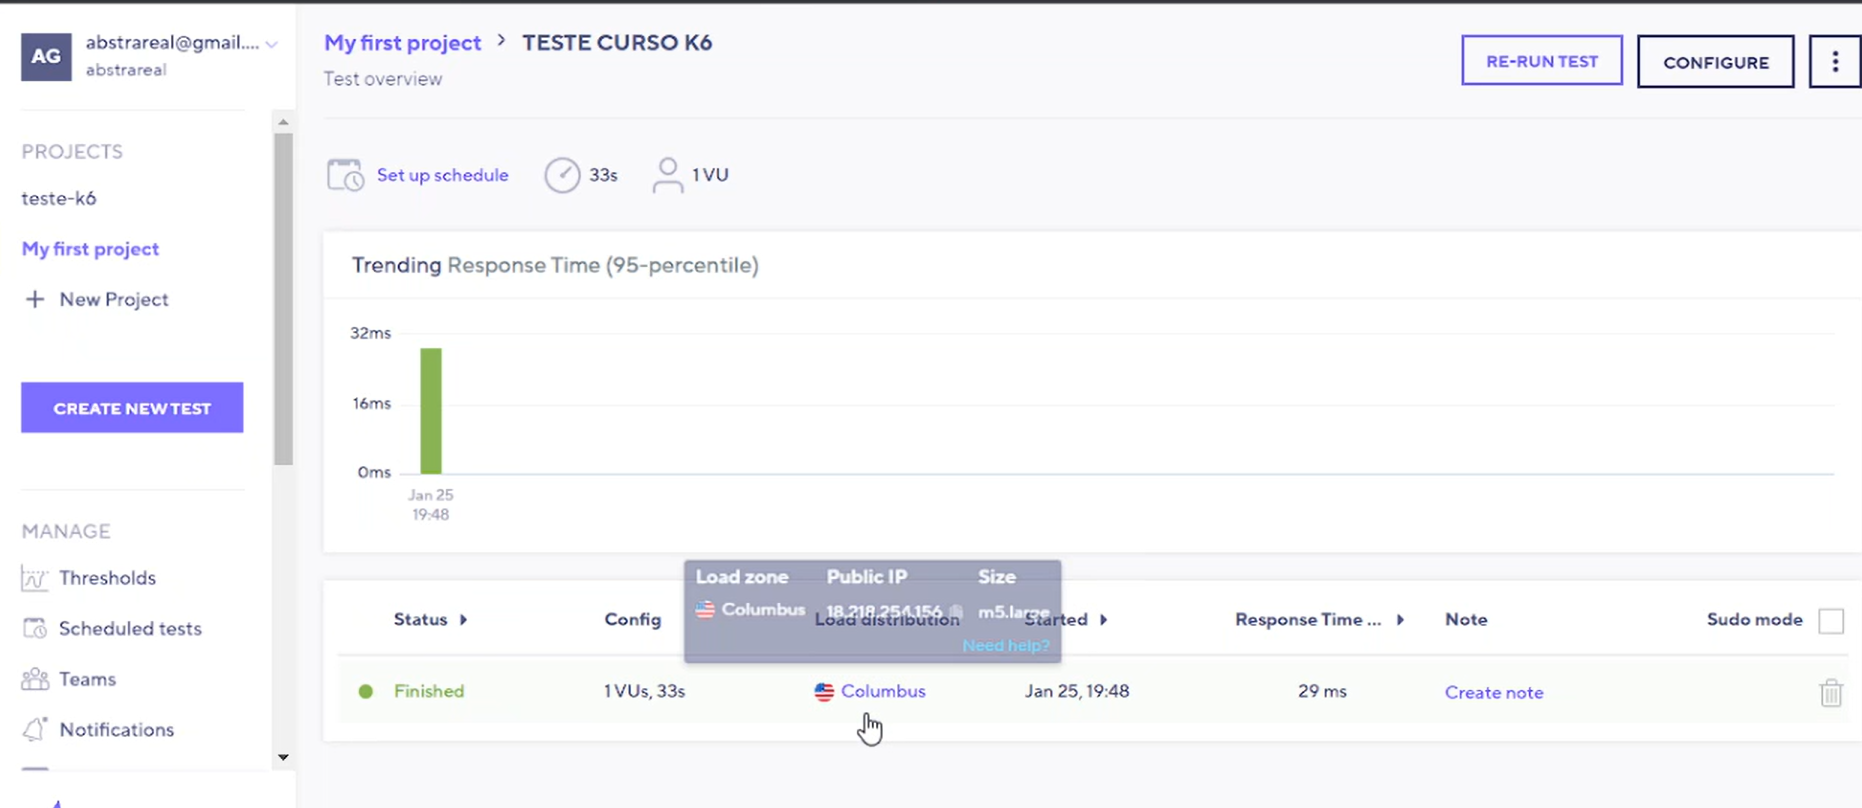 AG
abstrareal@gmail....
abstrareal
PROJECTS
teste-k6
My first project
+ New Project
CREATE NEW TEST
MANAGE
Thresholds
Scheduled tests
Teams
Notifications
My first project > TESTE CURSO K6
Test overview
RE-RUN TEST
CONFIGURE
Set up schedule
33s
1 VU
Trending Response Time (95-percentile)
32ms
16ms
0ms
Jan 25
19:48
Load zone Public IP Size
Columbus 18.218.254.156 m5.large
Need help?
Status Config Load distribution Started Response Time ... Note Sudo mode
Finished 1 VUs, 33s Columbus Jan 25, 19:48 29 ms Create note